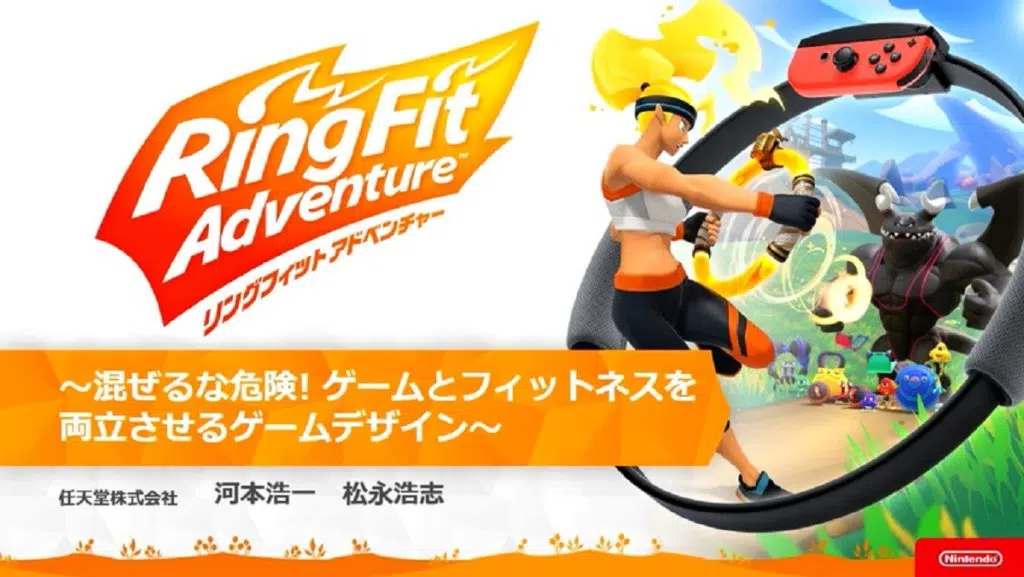 RingFit
Adventure™
リングフィット アドベンチャー
～混ぜるな危険! ゲームとフィットネスを
両立させるゲームデザイン～
任天堂株式会社 河本浩一 松永浩志
Nintendo